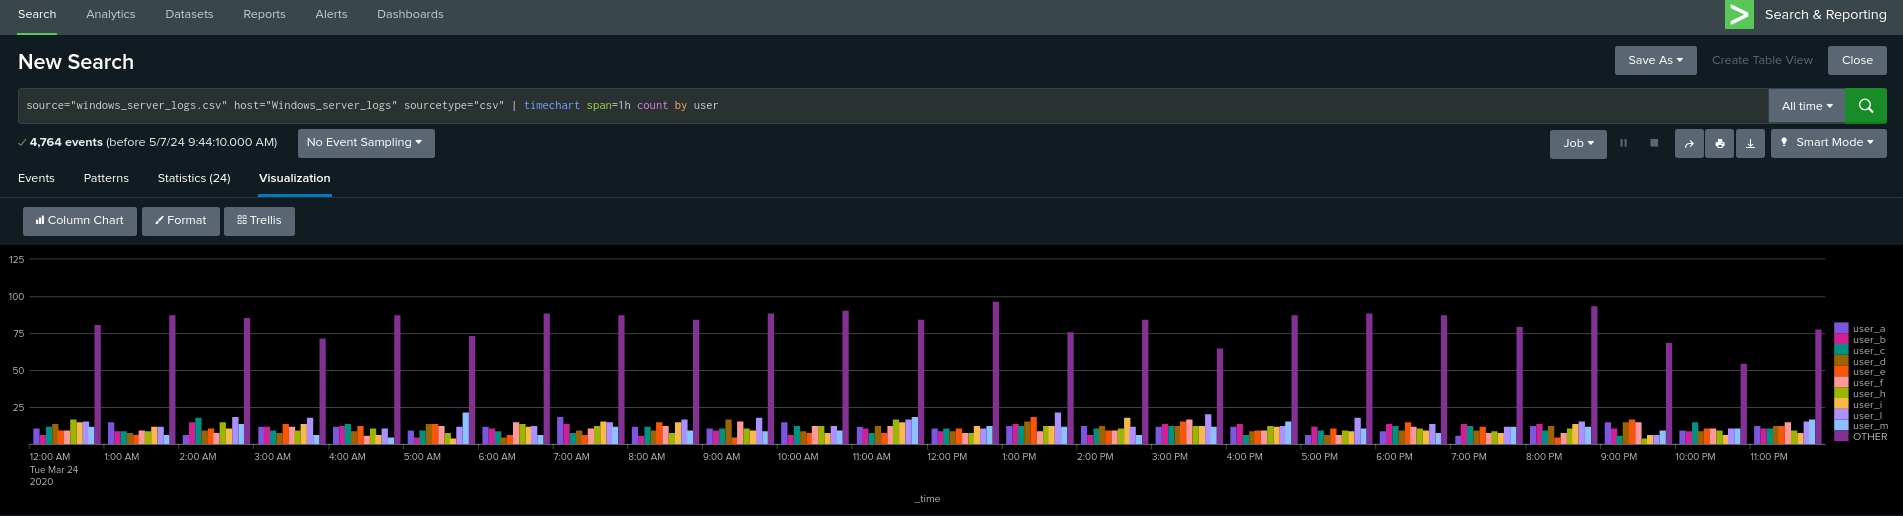 Search Analytics Datasets Reports Alerts Dashboards > Search & Reporting
New Search Save As Create Table View Close
source="windows_server_logs.csv" host="Windows_server_logs" sourcetype="csv" | timechart span=1h count by user All time
4,764 events (before 5/7/24 9:44:10.000 AM) No Event Sampling Job Smart Mode
Events Patterns Statistics (24) Visualization
Column Chart Format Trellis
125
100
75
50
25
user_a
user_b
user_c
user_d
user_e
user_f
user_h
user_i
user_l
user_m
OTHER
12:00 AM 1:00 AM 2:00 AM 3:00 AM 4:00 AM 5:00 AM 6:00 AM 7:00 AM 8:00 AM 9:00 AM 10:00 AM 11:00 AM 12:00 PM 1:00 PM 2:00 PM 3:00 PM 4:00 PM 5:00 PM 6:00 PM 7:00 PM 8:00 PM 9:00 PM 10:00 PM 11:00 PM
Tue Mar 24
2020
_time